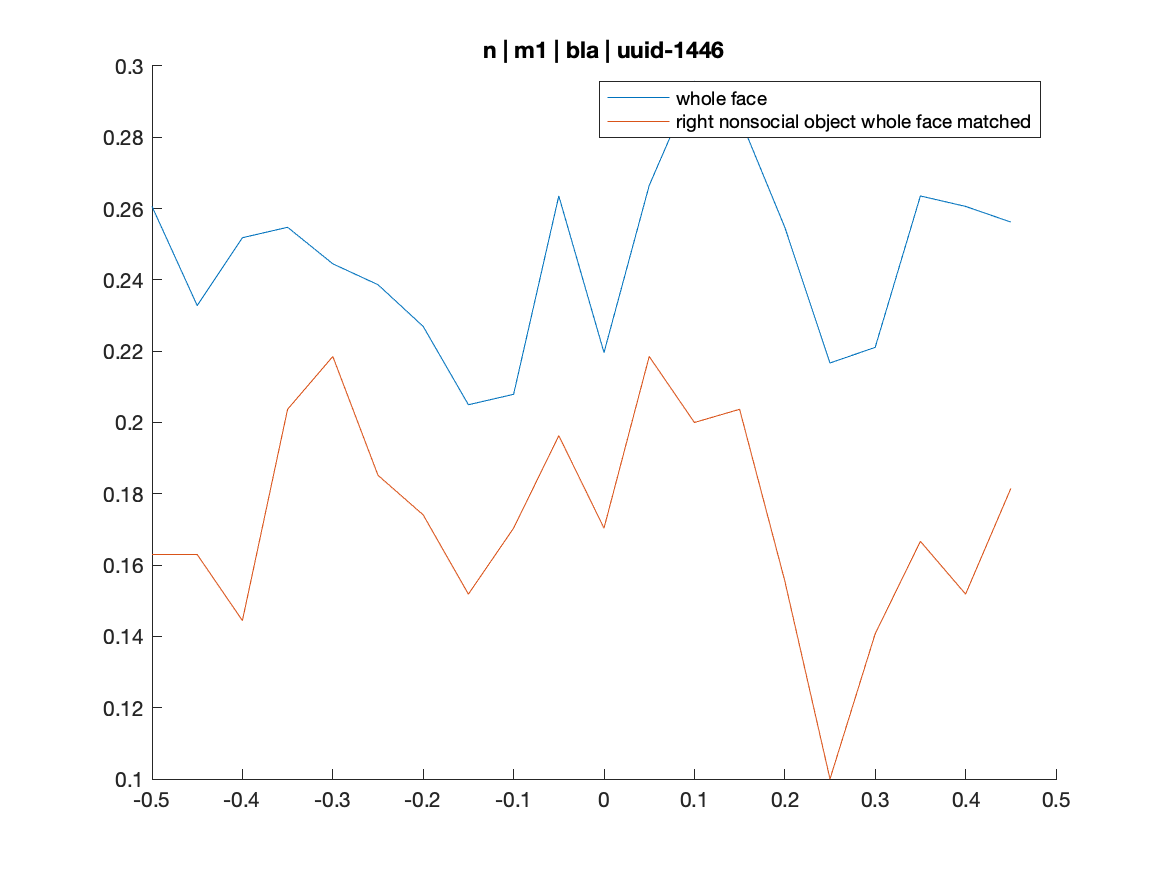 n | m1 | bla | uuid-1446
whole face
right nonsocial object whole face matched
0.3
0.28
0.26
0.24
0.22
0.2
0.18
0.16
0.14
0.12
0.1
-0.5 -0.4 -0.3 -0.2 -0.1 0 0.1 0.2 0.3 0.4 0.5